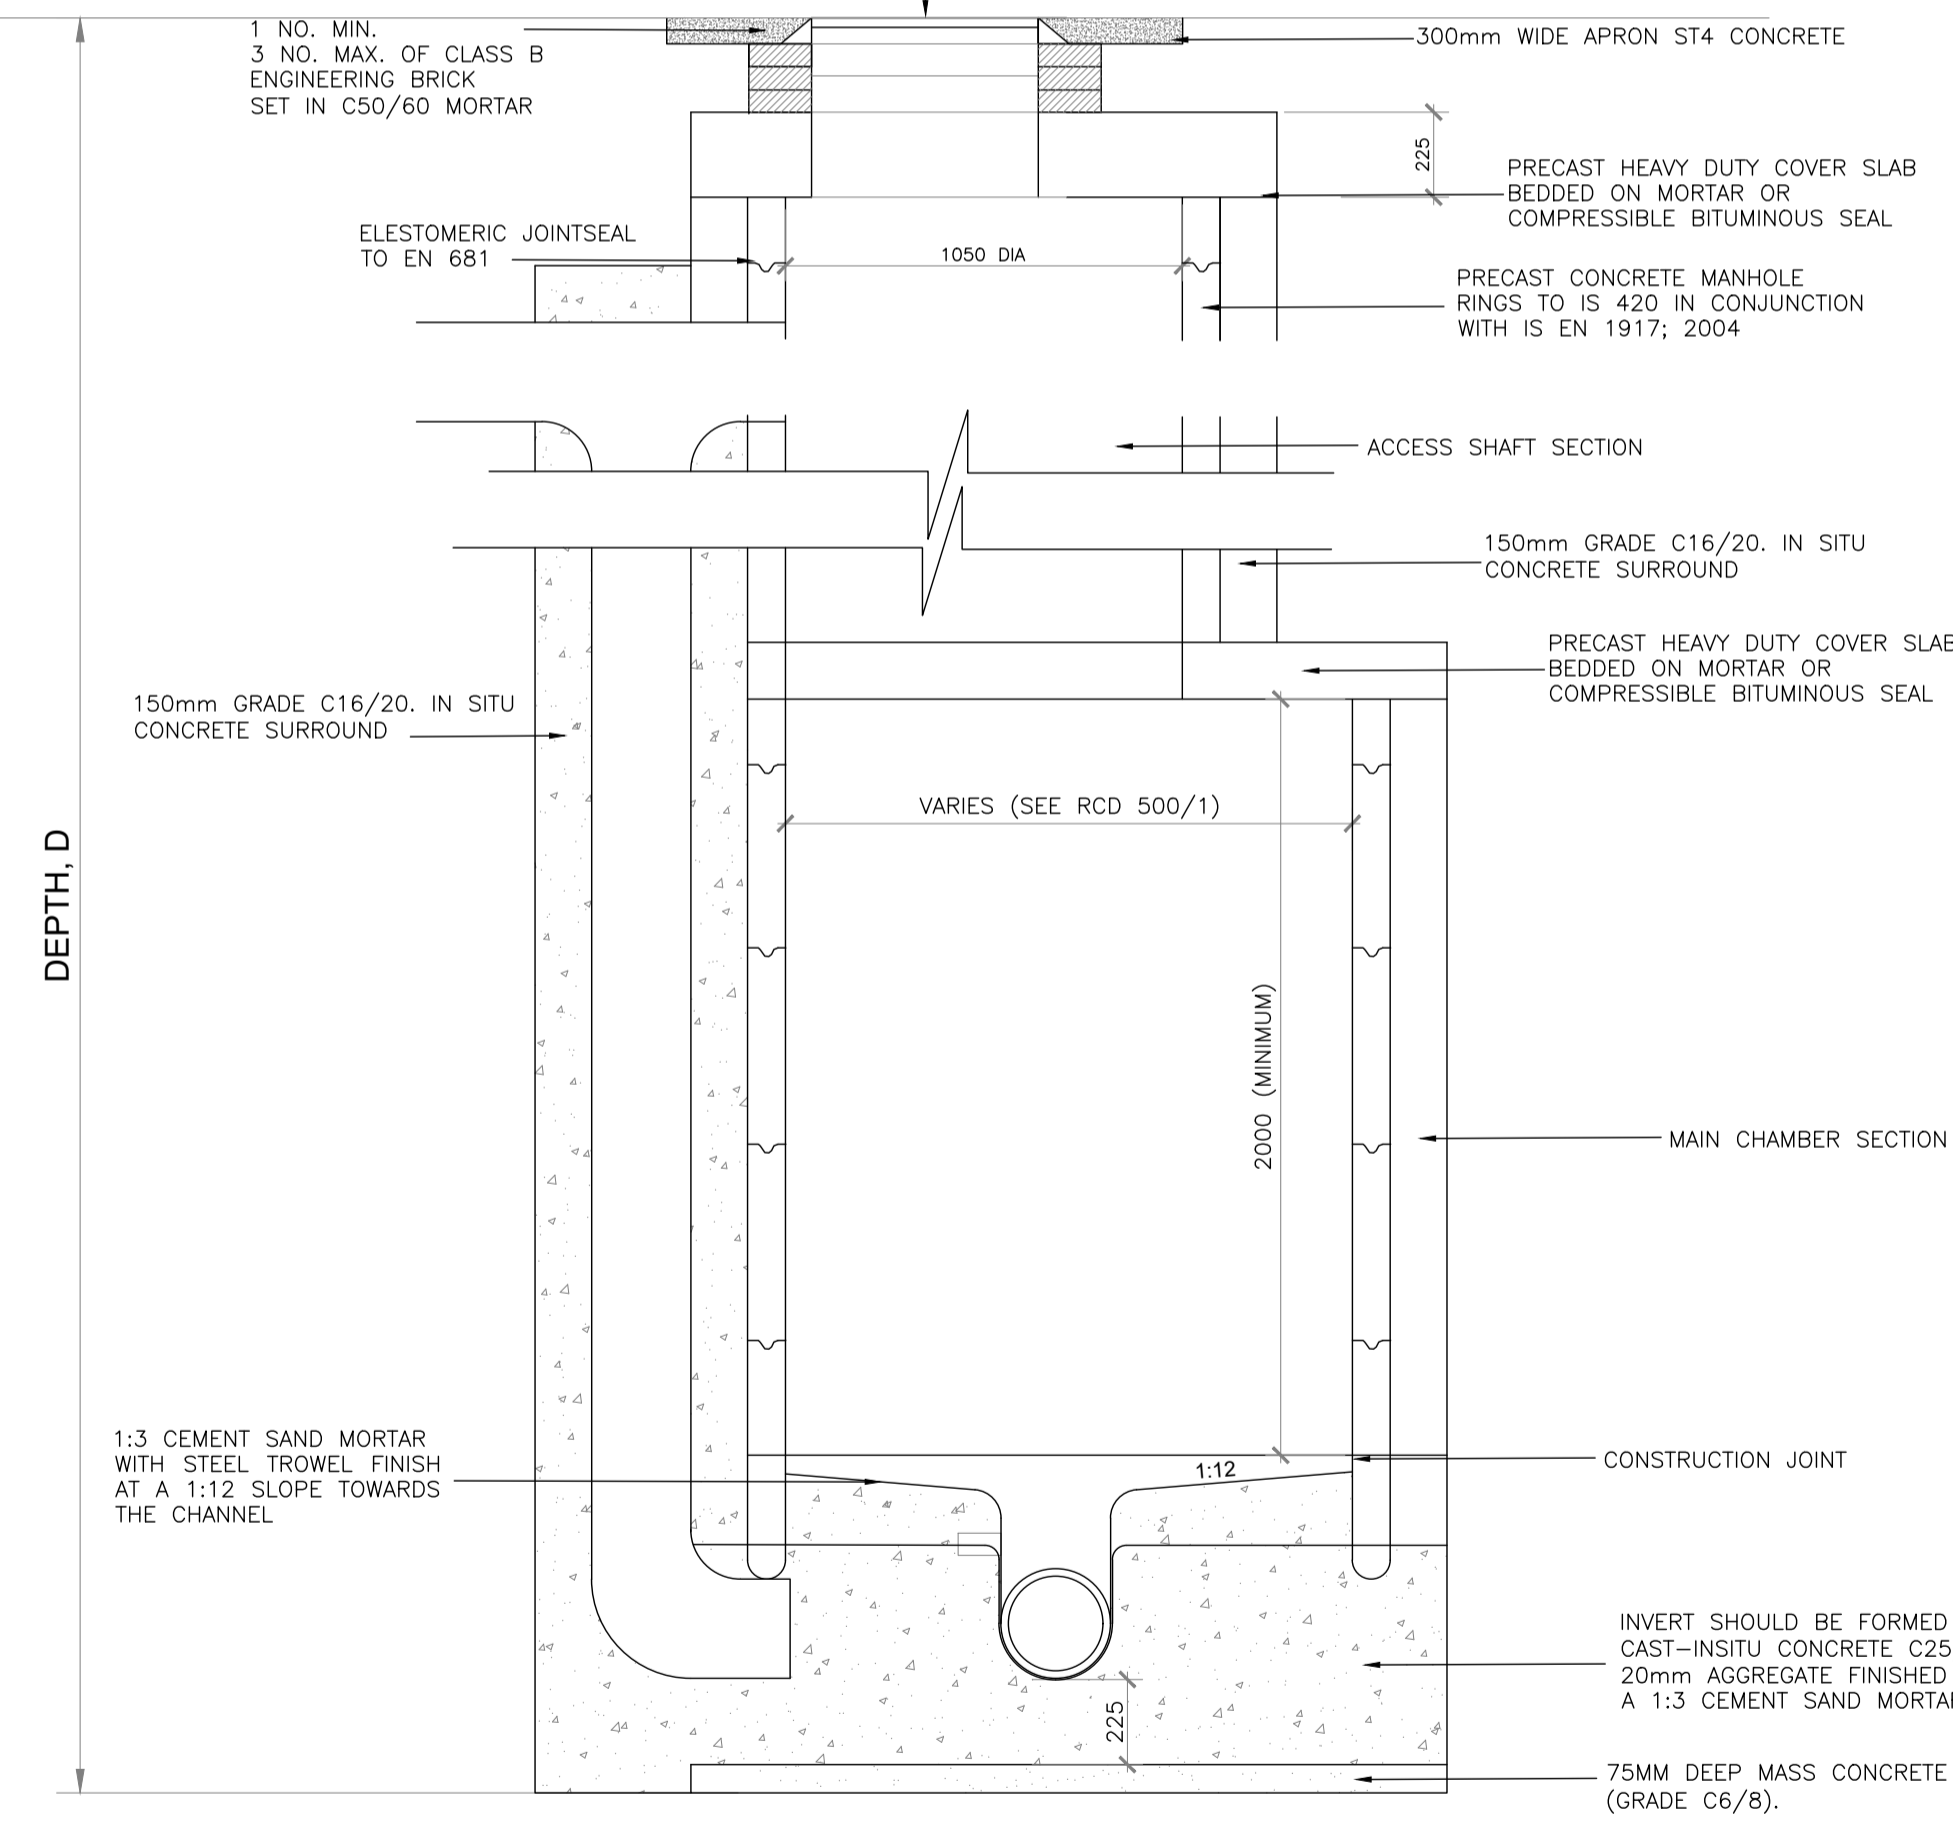 1 NO. MIN.
3 NO. MAX. OF CLASS B
ENGINEERING BRICK
SET IN C50/60 MORTAR
300mm WIDE APRON ST4 CONCRETE
225
PRECAST HEAVY DUTY COVER SLAB
BEDDED ON MORTAR OR
COMPRESSIBLE BITUMINOUS SEAL
ELESTOMERIC JOINTSEAL
TO EN 681
1050 DIA
PRECAST CONCRETE MANHOLE
RINGS TO IS 420 IN CONJUNCTION
WITH IS EN 1917; 2004
ACCESS SHAFT SECTION
150mm GRADE C16/20. IN SITU
CONCRETE SURROUND
PRECAST HEAVY DUTY COVER SLAB
BEDDED ON MORTAR OR
COMPRESSIBLE BITUMINOUS SEAL
150mm GRADE C16/20. IN SITU
CONCRETE SURROUND
VARIES (SEE RCD 500/1)
DEPTH, D
2000 (MINIMUM)
MAIN CHAMBER SECTION
1:3 CEMENT SAND MORTAR
WITH STEEL TROWEL FINISH
AT A 1:12 SLOPE TOWARDS
THE CHANNEL
1:12
CONSTRUCTION JOINT
INVERT SHOULD BE FORMED
CAST-INSITU CONCRETE C25
20mm AGGREGATE FINISHED
A 1:3 CEMENT SAND MORTAR
225
75MM DEEP MASS CONCRETE
(GRADE C6/8).